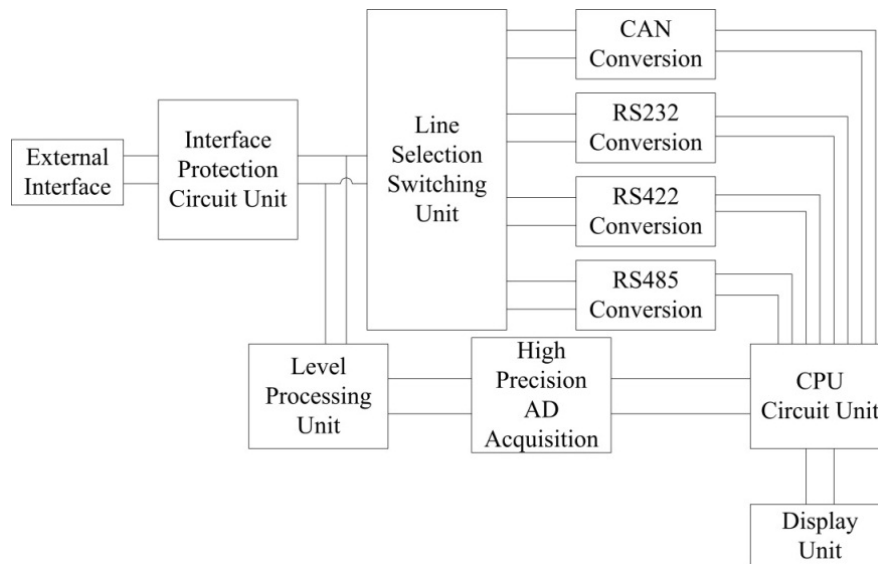 External
Interface
Interface
Protection
Circuit Unit
Line
Selection
Switching
Unit
CAN
Conversion
RS232
Conversion
RS422
Conversion
RS485
Conversion
Level
Processing
Unit
High
Precision
AD
Acquisition
CPU
Circuit Unit
Display
Unit